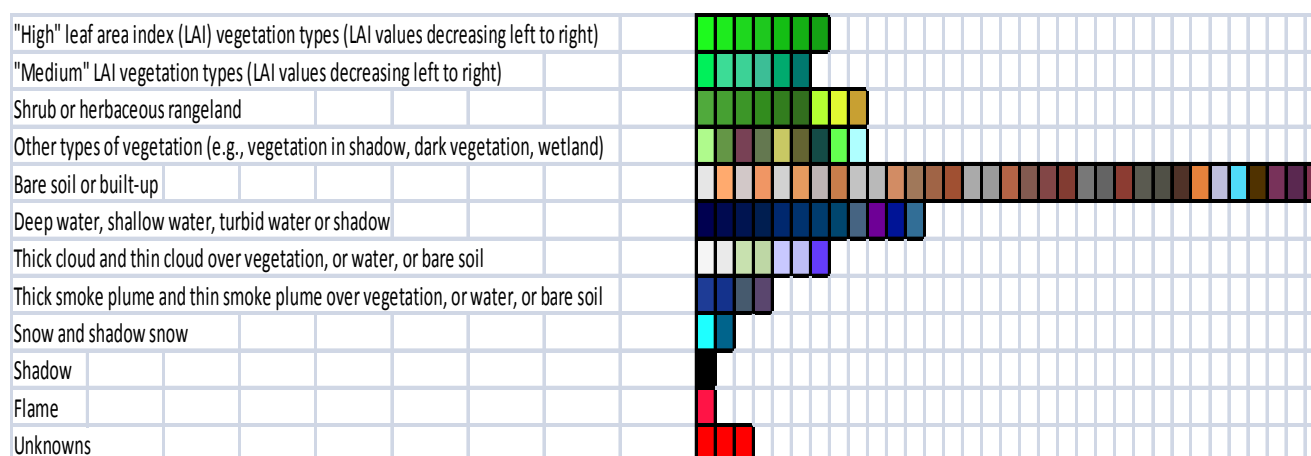 "High" leaf area index (LAI) vegetation types (LAI values decreasing left to right)
"Medium" LAI vegetation types (LAI values decreasing left to right)
Shrub or herbaceous rangeland
Other types of vegetation (e.g., vegetation in shadow, dark vegetation, wetland)
Bare soil or built-up
Deep water, shallow water, turbid water or shadow
Thick cloud and thin cloud over vegetation, or water, or bare soil
Thick smoke plume and thin smoke plume over vegetation, or water, or bare soil
Snow and shadow snow
Shadow
Flame
Unknowns